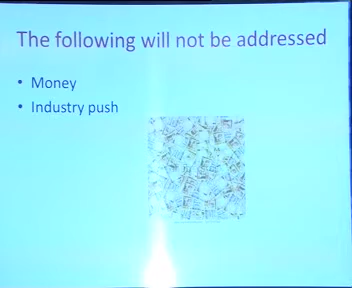 The following will not be addressed
• Money
• Industry push